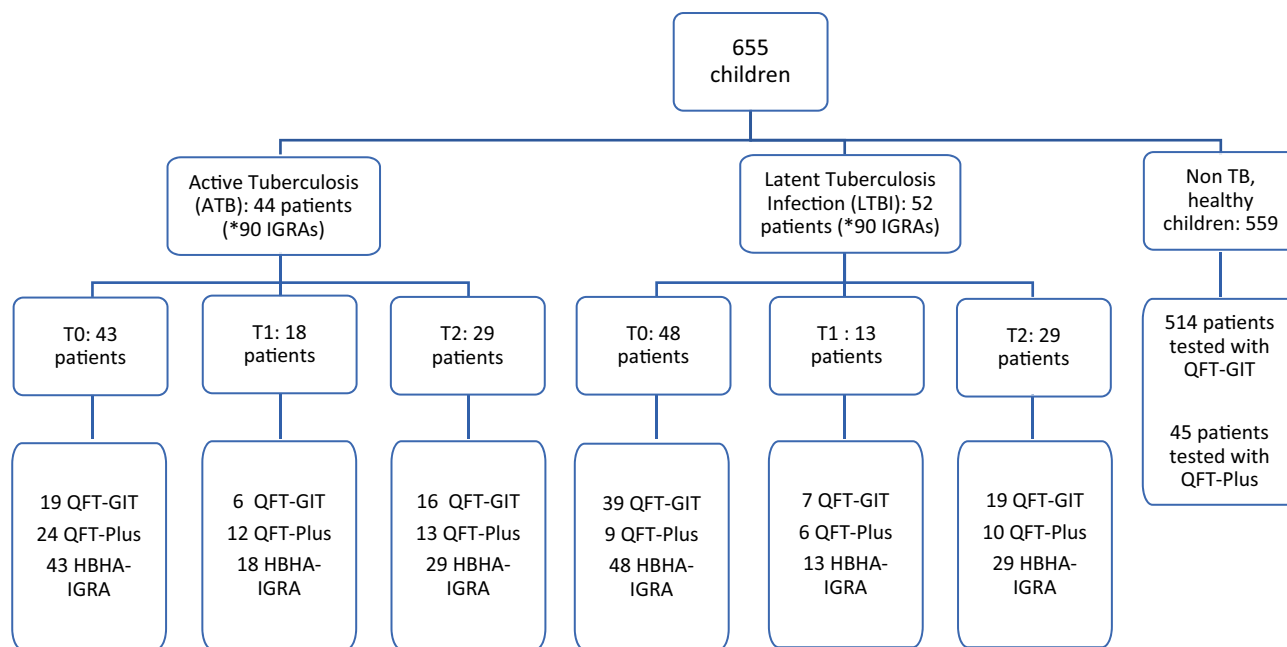 655
children
Active Tuberculosis
(ATB): 44 patients
(*90 IGRAs)
Latent Tuberculosis
Infection (LTBI): 52
patients (*90 IGRAs)
Non TB,
healthy
children: 559
T0: 43
patients
T1: 18
patients
T2: 29
patients
T0: 48
patients
T1 : 13
patients
T2: 29
patients
514 patients
tested with
QFT-GIT
45 patients
tested with
QFT-Plus
19 QFT-GIT
24 QFT-Plus
43 HBHA-
IGRA
6 QFT-GIT
12 QFT-Plus
18 HBHA-
IGRA
16 QFT-GIT
13 QFT-Plus
29 HBHA-
IGRA
39 QFT-GIT
9 QFT-Plus
48 HBHA-
IGRA
7 QFT-GIT
6 QFT-Plus
13 HBHA-
IGRA
19 QFT-GIT
10 QFT-Plus
29 HBHA-
IGRA